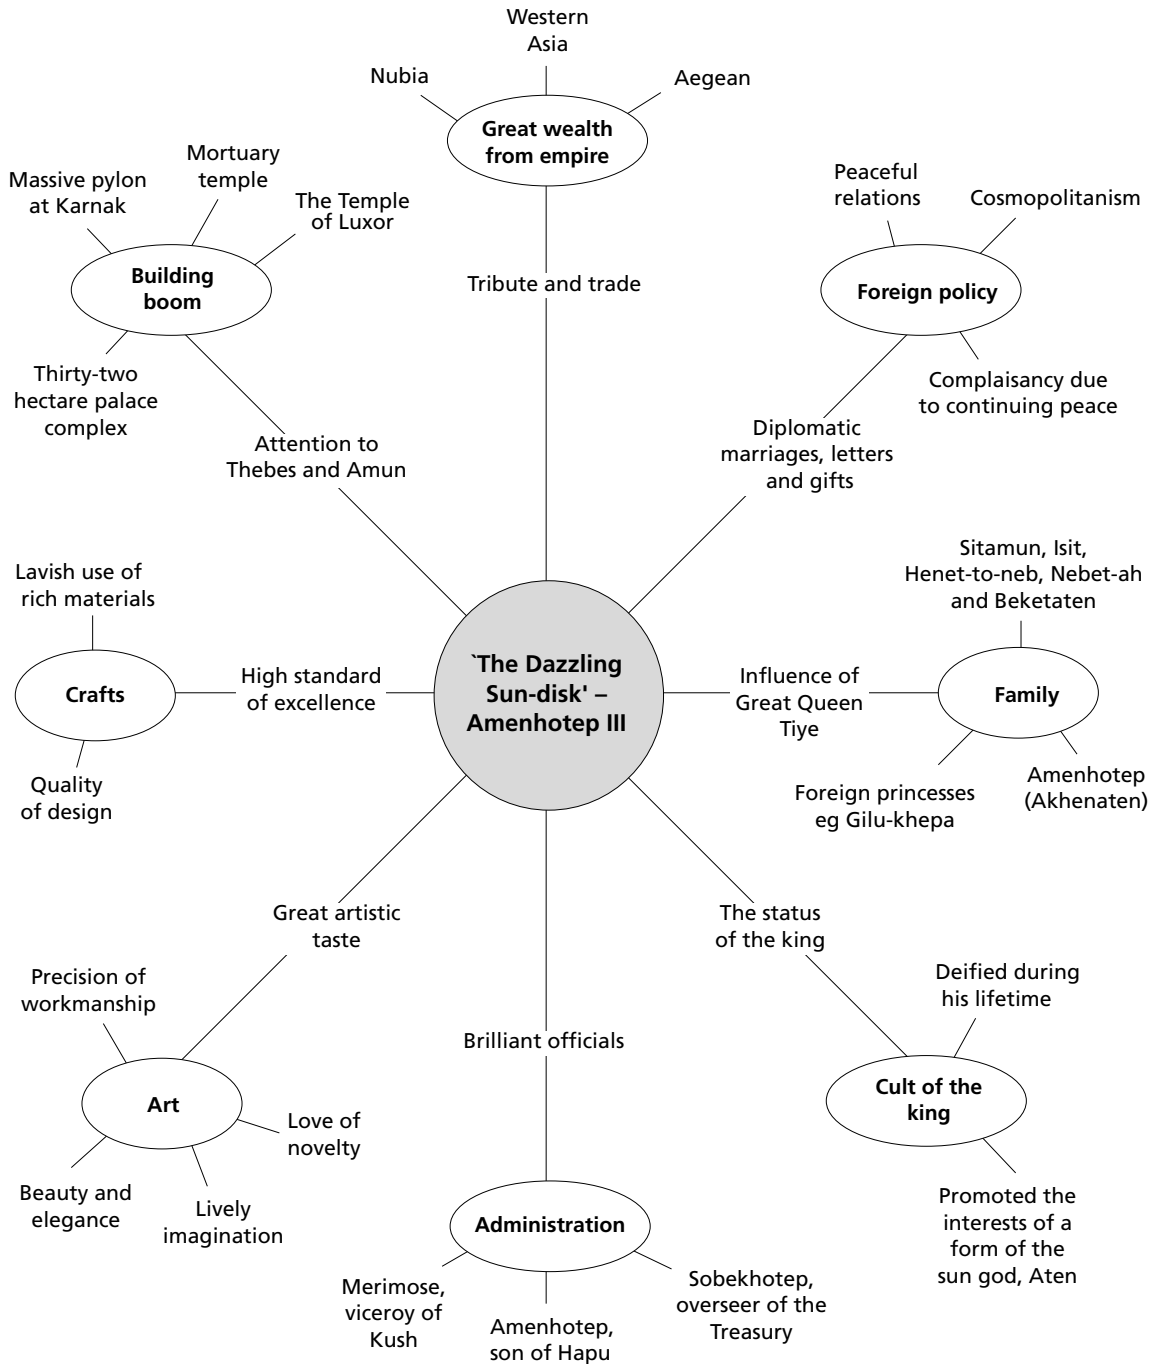 Western
Asia
Nubia
Aegean
Great wealth
from empire
Tribute and trade
Mortuary
temple
Massive pylon
at Karnak
The Temple
of Luxor
Building
boom
Thirty-two
hectare palace
complex
Attention to
Thebes and Amun
Peaceful
relations
Cosmopolitanism
Foreign policy
Complaisancy due
to continuing peace
Diplomatic
marriages, letters
and gifts
Lavish use of
rich materials
Crafts
High standard
of excellence
Quality
of design
`The Dazzling
Sun-disk' –
Amenhotep III
Sitamun, Isit,
Henet-to-neb, Nebet-ah
and Beketaten
Influence of
Great Queen
Tiye
Family
Foreign princesses
eg Gilu-khepa
Amenhotep
(Akhenaten)
Great artistic
taste
Precision of
workmanship
Art
Love of
novelty
Beauty and
elegance
Lively
imagination
Brilliant officials
Administration
Merimose,
viceroy of
Kush
Amenhotep,
son of Hapu
Sobekhotep,
overseer of the
Treasury
The status
of the king
Deified during
his lifetime
Cult of the
king
Promoted the
interests of a
form of the
sun god, Aten